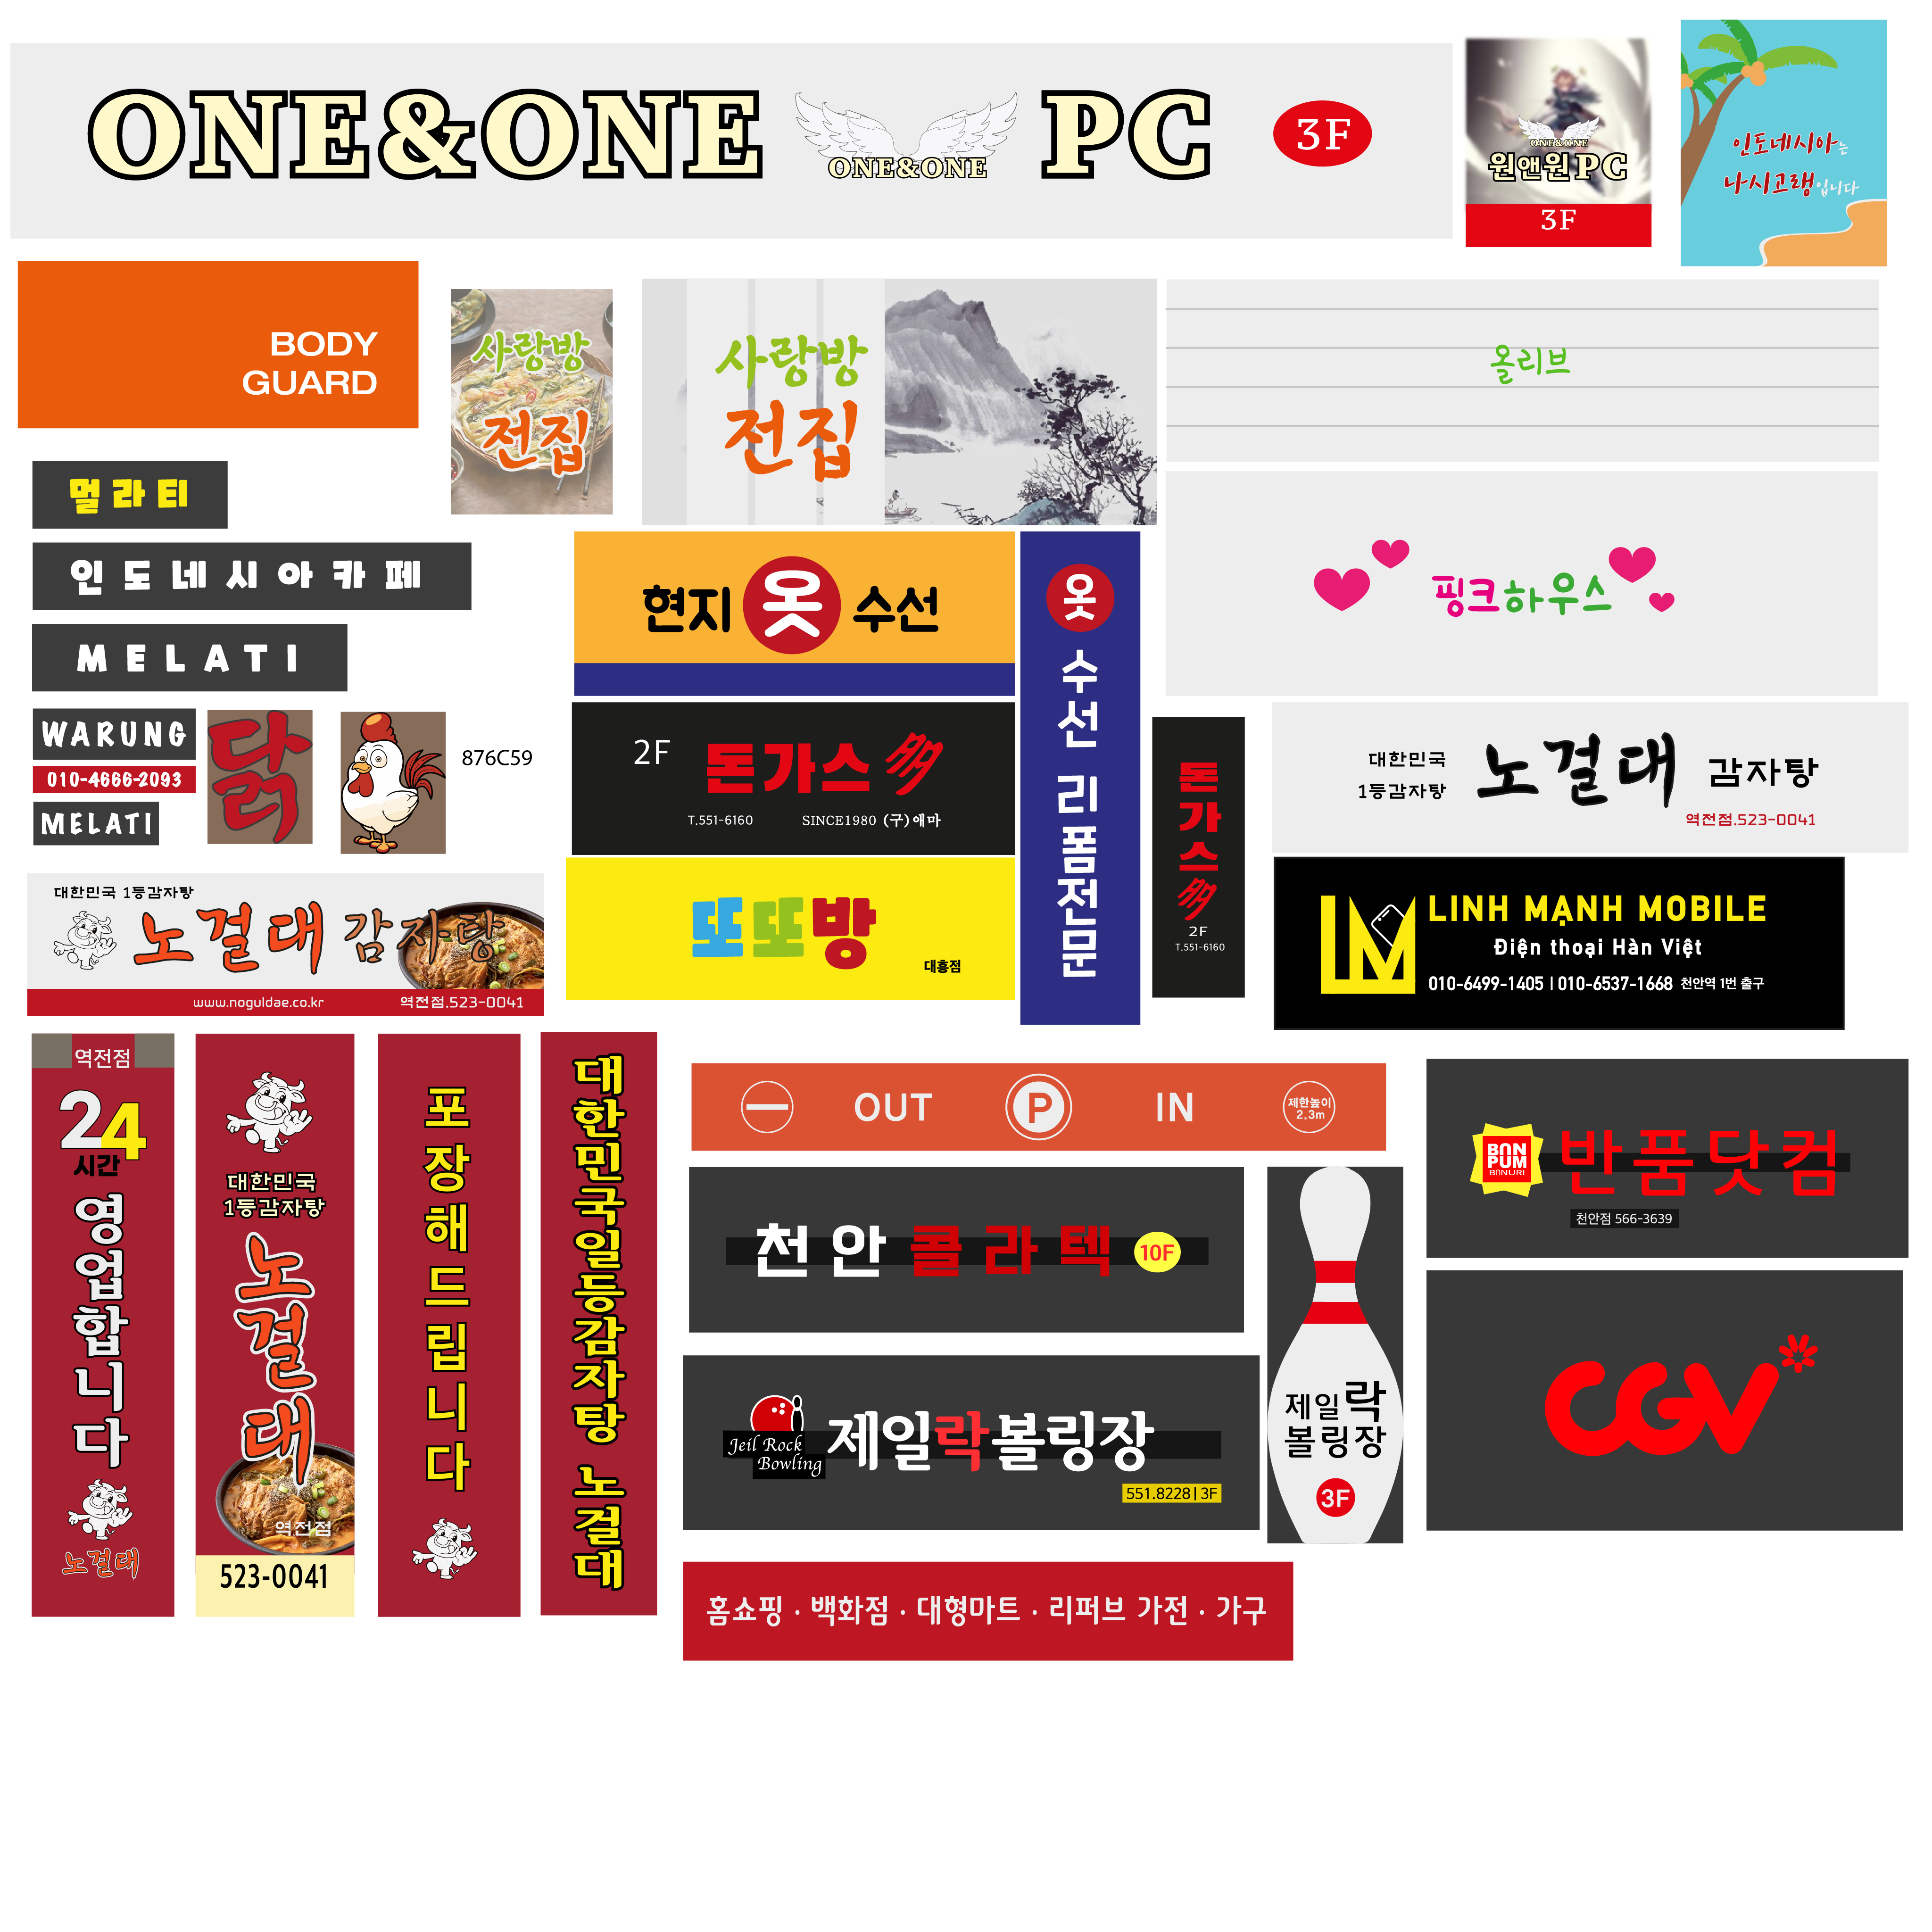 ONE&ONE
ONE&ONE
PC
3F
ONE&ONE
원앤원PC
3F
인도네시아는
나시고랭입니다
BODY
GUARD
사랑방
전집
사랑방
전집
올리브
멀라티
인도네시아카페
MELATI
WARUNG
010-4666-2093
MELATI
닭
876C59
현지 옷 수선
옷
수선 리폼전문
핑크하우스
2F 돈가스 多
T.551-6160 SINCE1980 (구)애마
돈가스多
2F
T.551-6160
대한민국
1등감자탕
노걸대 감자탕
역전점.523-0041
대한민국 1등감자탕
노걸대 감자탕
www.noguldae.co.kr 역전점.523-0041
또또방
대흥점
LM
LINH MẠNH MOBILE
Điện thoại Hàn Việt
010-6499-1405 | 010-6537-1668 천안역 1번 출구
역전점
24
시간
영업합니다
노걸대
대한민국
1등감자탕
노걸대
역전점
523-0041
포장해드립니다
대한민국일등감자탕 노걸대
OUT P IN
제한높이
2.3m
BANPUM
BANURI
반품닷컴
천안점 566-3639
천안콜라텍 10F
Jeil Rock
Bowling
제일락볼링장
551.8228|3F
제일락
볼링장
3F
CGV
홈쇼핑 · 백화점 · 대형마트 · 리퍼브 가전 · 가구